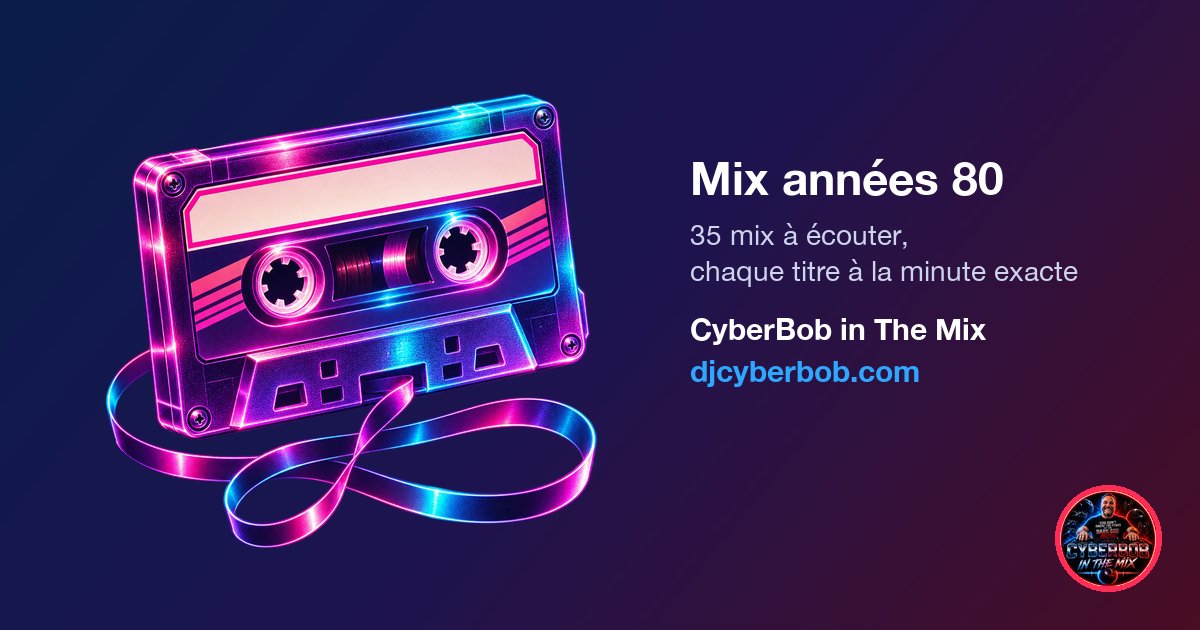 Mix années 80
35 mix à écouter,
chaque titre à la minute exacte
CyberBob in The Mix
djcyberbob.com
CYBERBOB
IN THE MIX